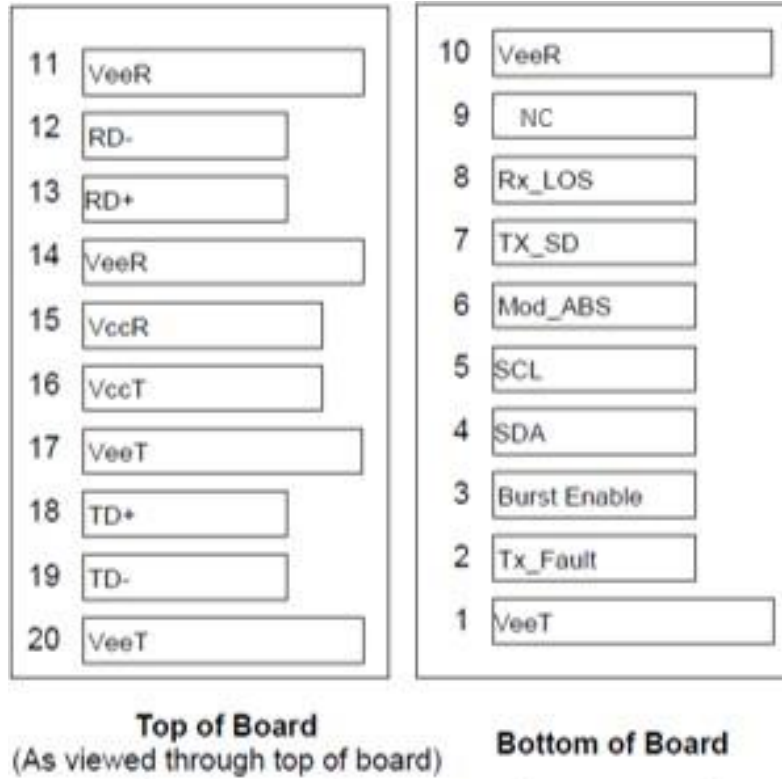 11 VeeR
12 RD-
13 RD+
14 VeeR
15 VccR
16 VccT
17 VeeT
18 TD+
19 TD-
20 VeeT
Top of Board
(As viewed through top of board)
10 VeeR
9 NC
8 Rx_LOS
7 TX_SD
6 Mod_ABS
5 SCL
4 SDA
3 Burst Enable
2 Tx_Fault
1 VeeT
Bottom of Board